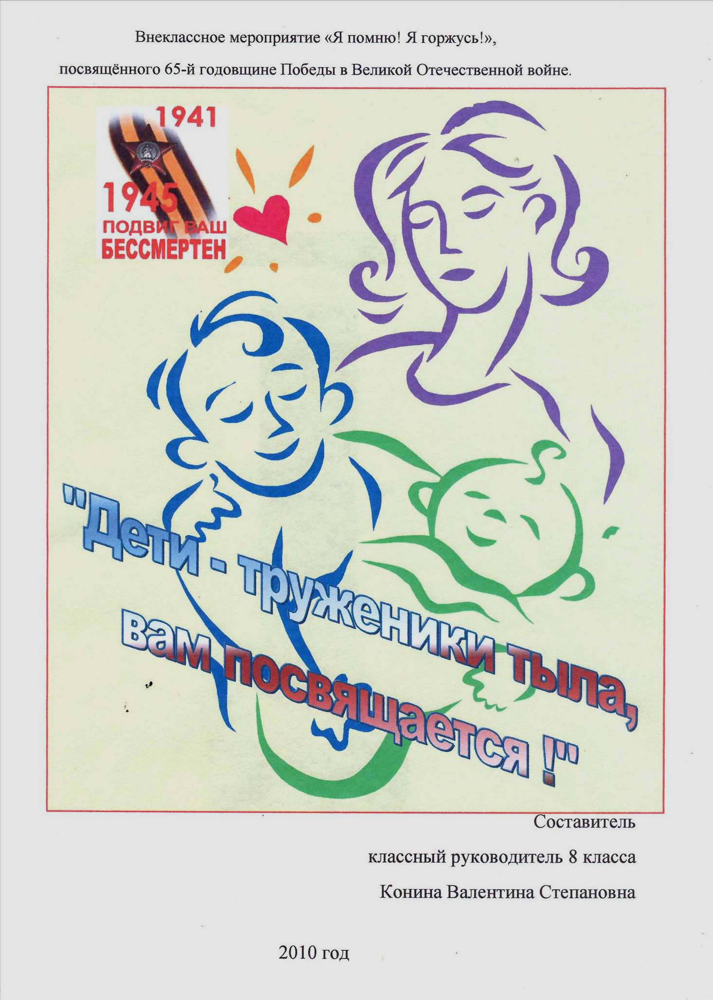 Внеклассное мероприятие «Я помню! Я горжусь!»,
посвящённого 65-й годовщине Победы в Великой Отечественной войне.
1941
1945
ПОДВИГ ВАШ
БЕССМЕРТЕН
"Дети - труженики тыла,
вам посвящается !"
Составитель
классный руководитель 8 класса
Конина Валентина Степановна
2010 год